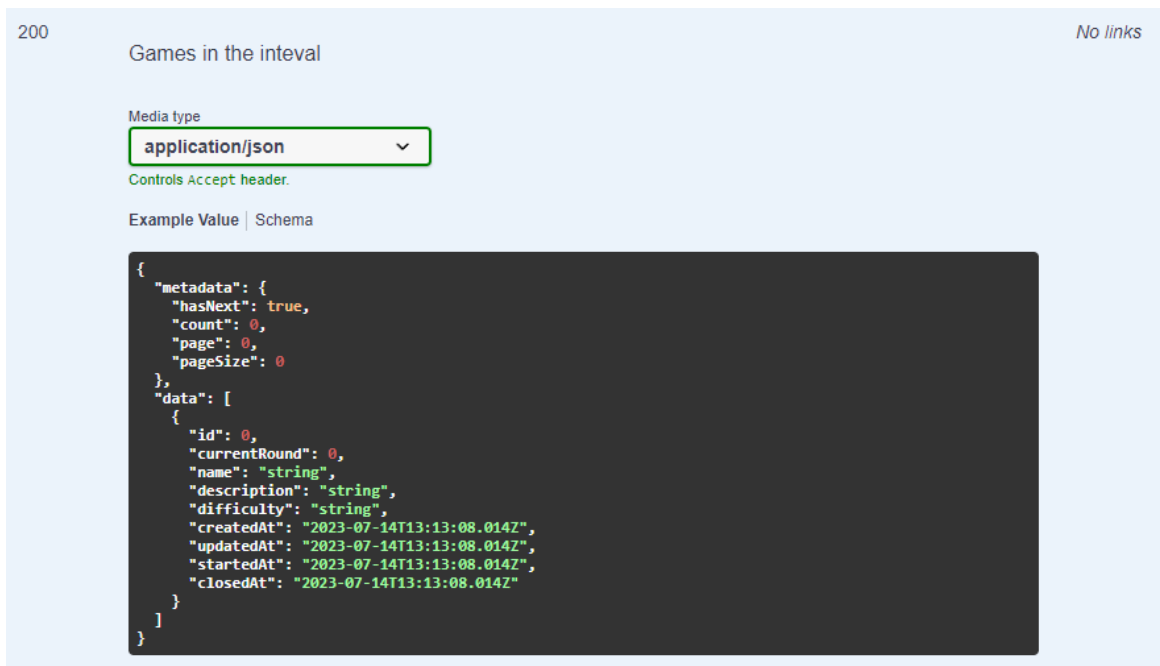 200
No links
Games in the inteval
Media type
application/json
Controls Accept header.
Example Value | Schema
{
  "metadata": {
    "hasNext": true,
    "count": 0,
    "page": 0,
    "pageSize": 0
  },
  "data": [
    {
      "id": 0,
      "currentRound": 0,
      "name": "string",
      "description": "string",
      "difficulty": "string",
      "createdAt": "2023-07-14T13:13:08.014Z",
      "updatedAt": "2023-07-14T13:13:08.014Z",
      "startedAt": "2023-07-14T13:13:08.014Z",
      "closedAt": "2023-07-14T13:13:08.014Z"
    }
  ]
}